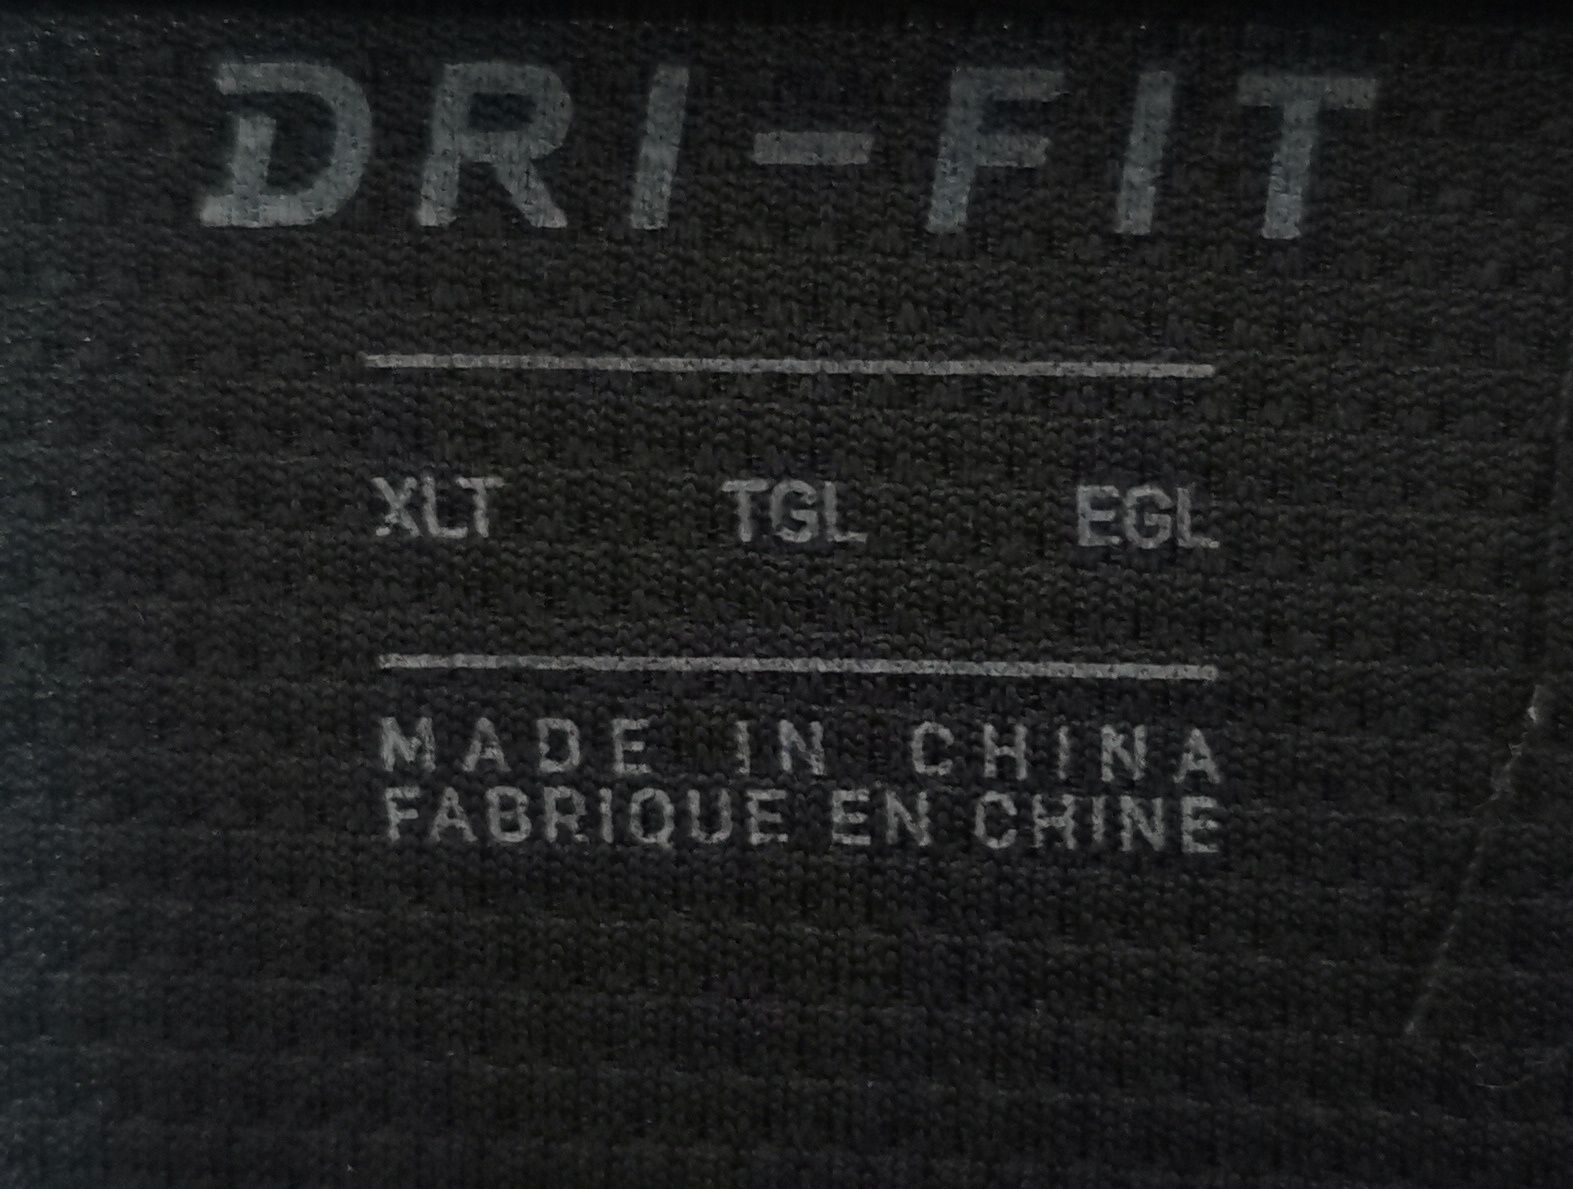 DRI-FIT
XLT TGL EGL
MADE IN CHINA
FABRIQUE EN CHINE